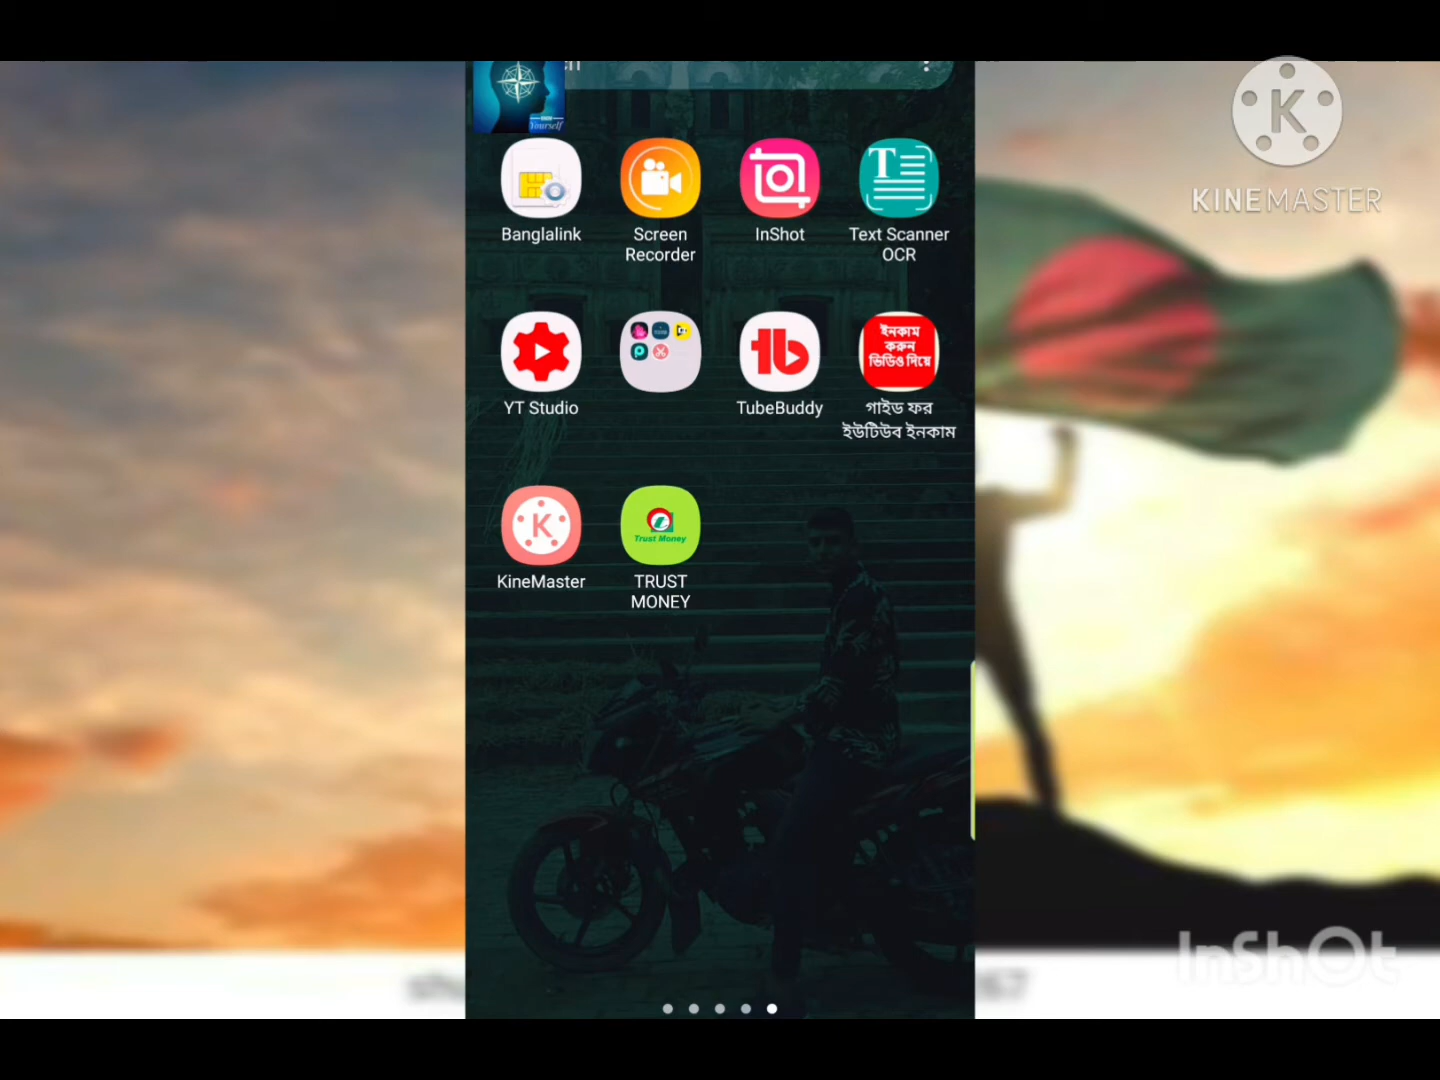 KINEMASTER
Yourself
Banglalink
Screen
Recorder
InShot
Text Scanner
OCR
YT Studio
TubeBuddy
ইনকাম
করুন
ভিডিও দিয়ে
গাইড ফর
ইউটিউব ইনকাম
KineMaster
Trust Money
TRUST
MONEY
InShOt